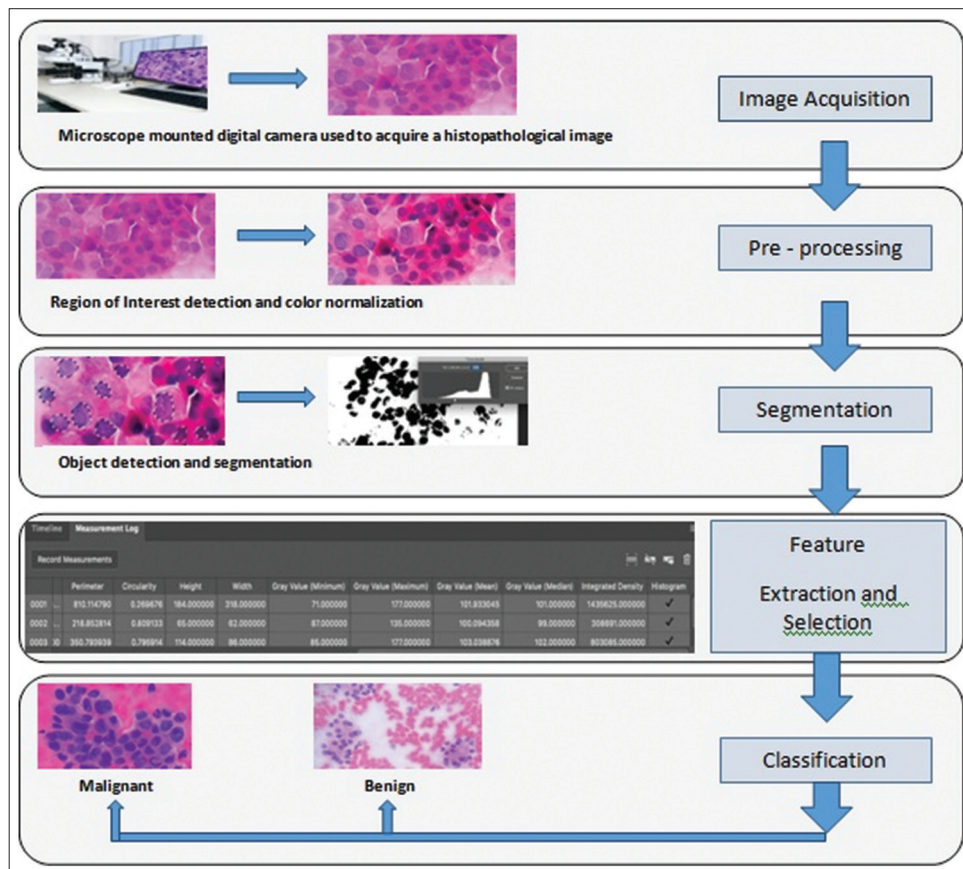 Image Acquisition
Microscope mounted digital camera used to acquire a histopathological image
Pre - processing
Region of Interest detection and color normalization
Segmentation
Object detection and segmentation
Timeline Measurement Log
Record Measurements
Perimeter Circularity Height Width Gray Value (Minimum) Gray Value (Maximum) Gray Value (Mean) Gray Value (Median) Integrated Density Histogram
0001 ... 810.114790 0.269676 184.000000 318.000000 71.000000 177.000000 101.933045 101.000000 1435625.000000 ✓
0002 ... 218.852814 0.809133 65.000000 62.000000 87.000000 135.000000 100.094358 99.000000 308691.000000 ✓
0003 350.793939 0.795914 114.000000 96.000000 85.000000 177.000000 103.038876 102.000000 803085.000000 ✓
Feature
Extraction and
Selection
Classification
Malignant Benign